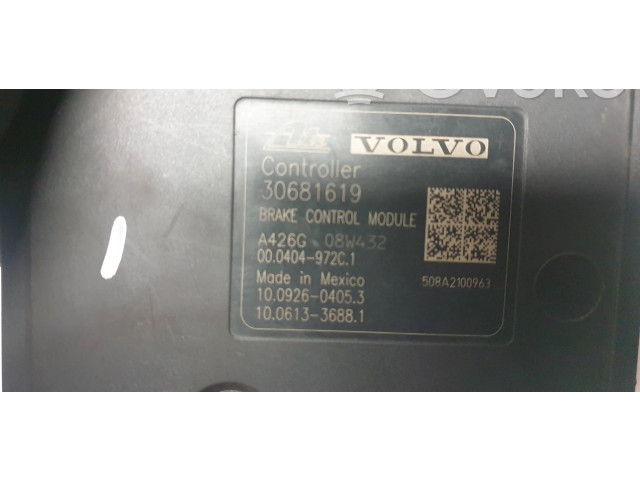 ATE VOLVO
Controller
30681619
BRAKE CONTROL MODULE
A426G 08W432
00.0404-972C.1
508A2100963
Made in Mexico
10.0926-0405.3
10.0613-3688.1